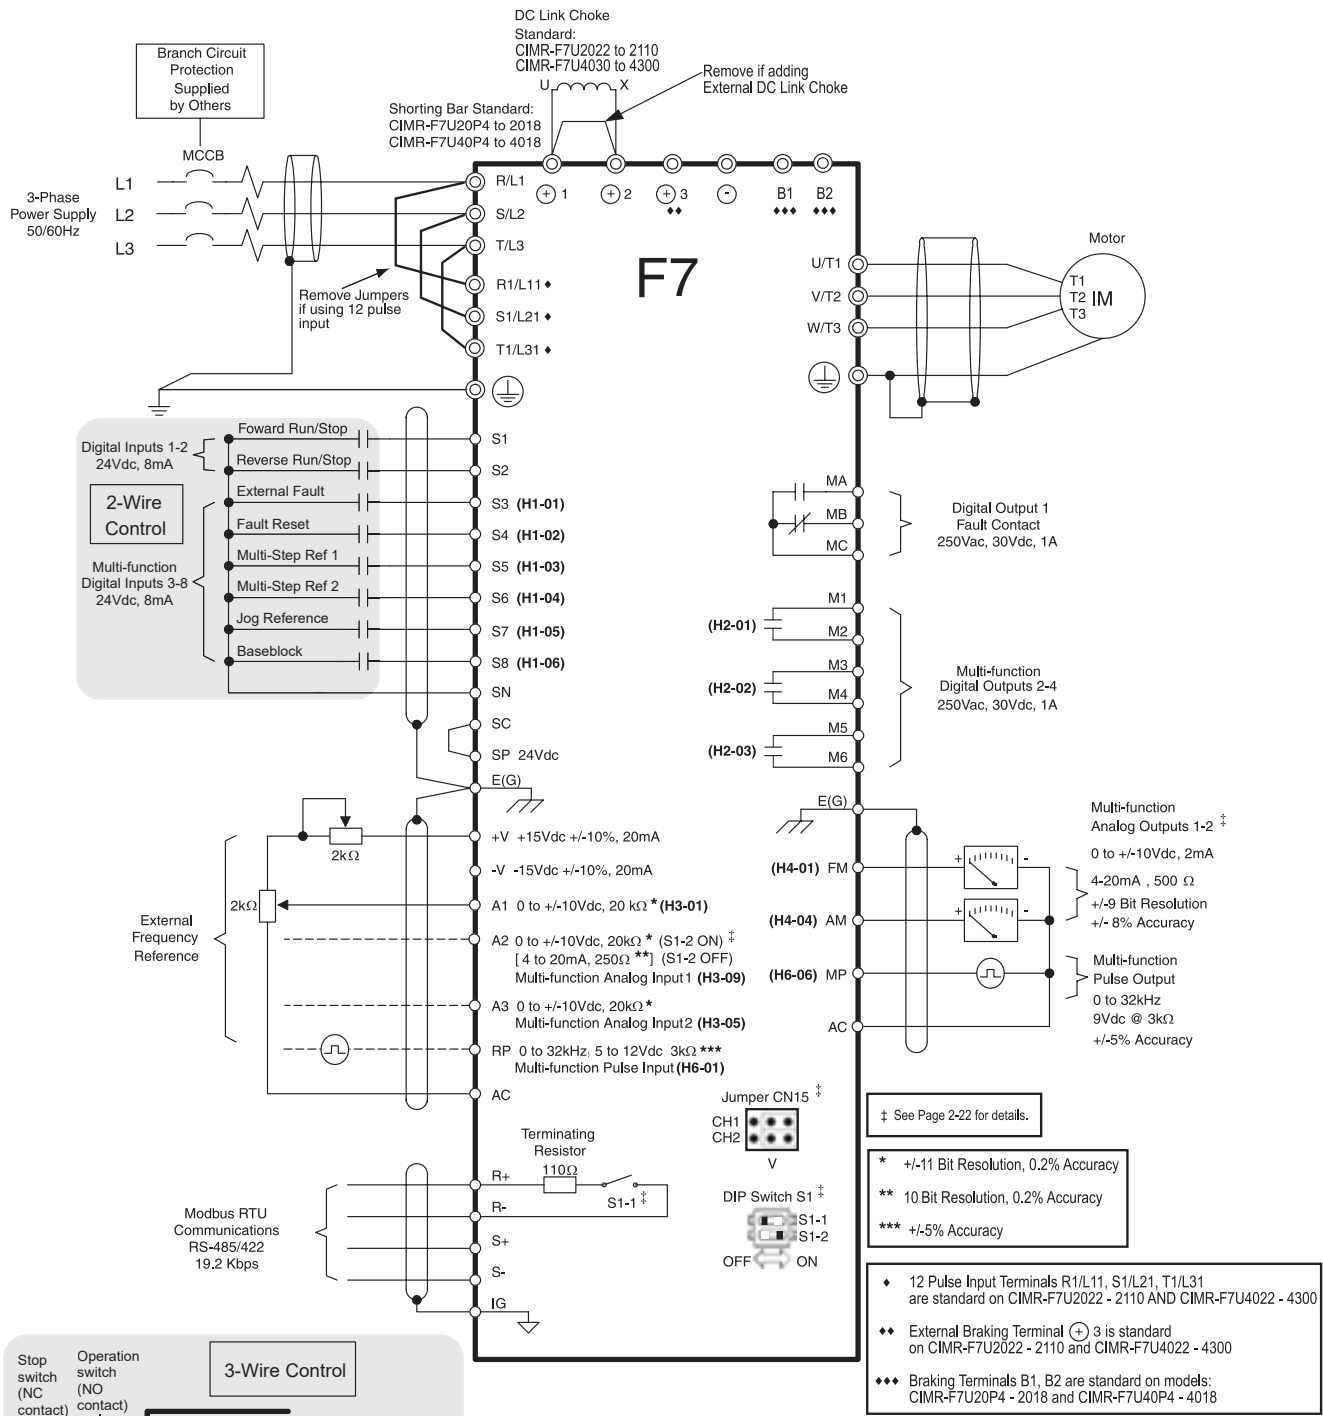 DC Link Choke
Standard:
CIMR-F7U2022 to 2110
CIMR-F7U4030 to 4300
U X
Remove if adding
External DC Link Choke
Branch Circuit
Protection
Supplied
by Others
Shorting Bar Standard:
CIMR-F7U20P4 to 2018
CIMR-F7U40P4 to 4018
MCCB
3-Phase
Power Supply
50/60Hz
L1
L2
L3
R/L1
S/L2
T/L3
R1/L11 ♦
S1/L21 ♦
T1/L31 ♦
Remove Jumpers
if using 12 pulse
input
+ 1
+ 2
+ 3
♦♦
-
B1
♦♦♦
B2
♦♦♦
F7
U/T1
V/T2
W/T3
Motor
T1
T2
T3
IM
Digital Inputs 1-2
24Vdc, 8mA
2-Wire
Control
Multi-function
Digital Inputs 3-8
24Vdc, 8mA
Foward Run/Stop
S1
Reverse Run/Stop
S2
External Fault
S3 (H1-01)
Fault Reset
S4 (H1-02)
Multi-Step Ref 1
S5 (H1-03)
Multi-Step Ref 2
S6 (H1-04)
Jog Reference
S7 (H1-05)
Baseblock
S8 (H1-06)
SN
SC
SP 24Vdc
E(G)
MA
MB
MC
Digital Output 1
Fault Contact
250Vac, 30Vdc, 1A
M1
(H2-01)
M2
M3
(H2-02)
M4
M5
(H2-03)
M6
Multi-function
Digital Outputs 2-4
250Vac, 30Vdc, 1A
E(G)
External
Frequency
Reference
2kΩ
2kΩ
+V +15Vdc +/-10%, 20mA
-V -15Vdc +/-10%, 20mA
A1 0 to +/-10Vdc, 20 kΩ * (H3-01)
A2 0 to +/-10Vdc, 20kΩ * (S1-2 ON) ‡
[ 4 to 20mA, 250Ω **] (S1-2 OFF)
Multi-function Analog Input 1 (H3-09)
A3 0 to +/-10Vdc, 20kΩ *
Multi-function Analog Input2 (H3-05)
RP 0 to 32kHz, 5 to 12Vdc 3kΩ ***
Multi-function Pulse Input (H6-01)
AC
(H4-01) FM
+ -
(H4-04) AM
+ -
(H6-06) MP
AC
Multi-function
Analog Outputs 1-2 ‡
0 to +/-10Vdc, 2mA
4-20mA , 500 Ω
+/-9 Bit Resolution
+/- 8% Accuracy
Multi-function
Pulse Output
0 to 32kHz
9Vdc @ 3kΩ
+/-5% Accuracy
Jumper CN15 ‡
CH1
CH2
V
DIP Switch S1 ‡
S1-1
S1-2
OFF ON
Terminating
Resistor
110Ω
S1-1 ‡
Modbus RTU
Communications
RS-485/422
19.2 Kbps
R+
R-
S+
S-
IG
‡ See Page 2-22 for details.
* +/-11 Bit Resolution, 0.2% Accuracy
** 10 Bit Resolution, 0.2% Accuracy
*** +/-5% Accuracy
♦ 12 Pulse Input Terminals R1/L11, S1/L21, T1/L31
are standard on CIMR-F7U2022 - 2110 AND CIMR-F7U4022 - 4300
♦♦ External Braking Terminal + 3 is standard
on CIMR-F7U2022 - 2110 and CIMR-F7U4022 - 4300
♦♦♦ Braking Terminals B1, B2 are standard on models:
CIMR-F7U20P4 - 2018 and CIMR-F7U40P4 - 4018
Stop
switch
(NC
contact)
Operation
switch
(NO
contact)
3-Wire Control